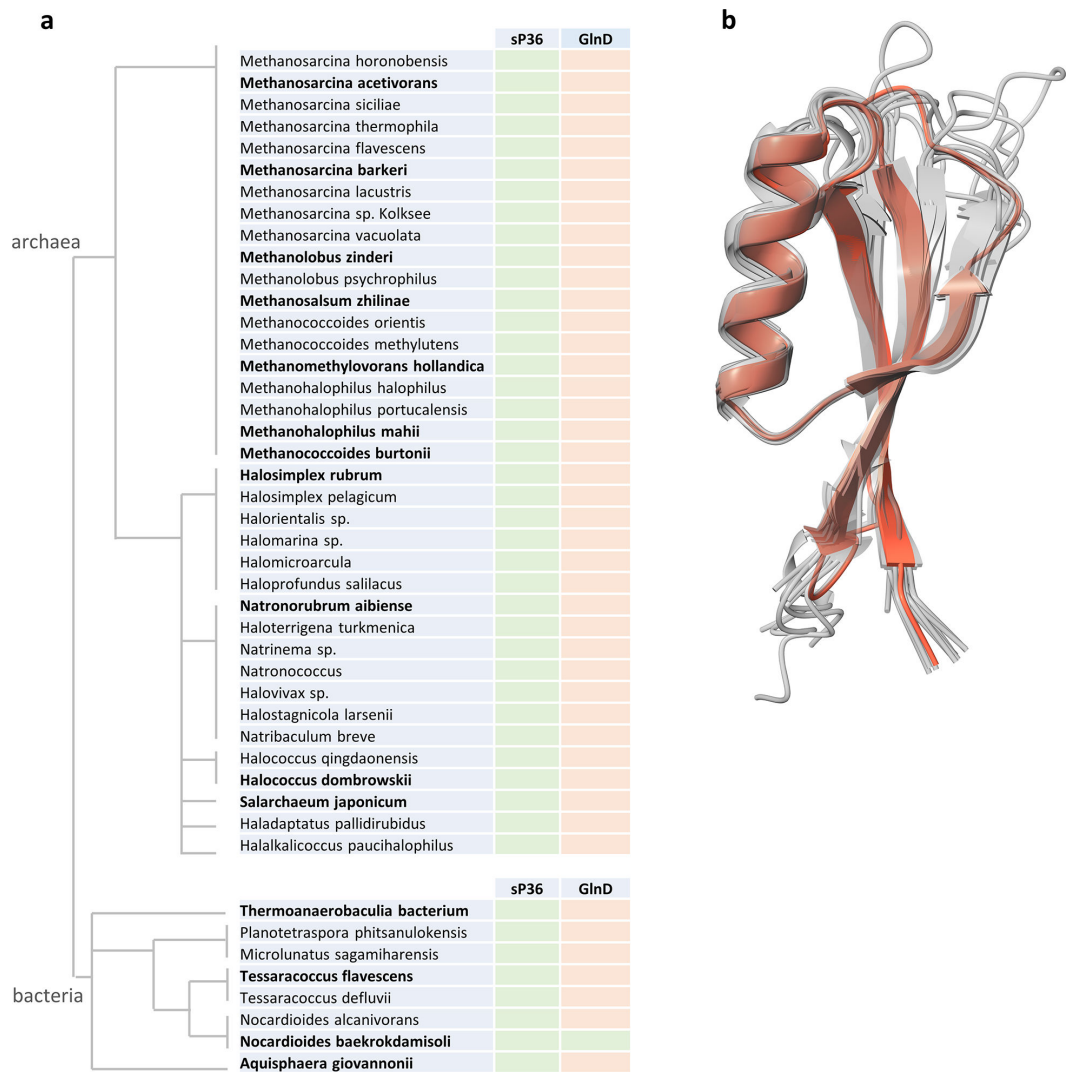 a
b
sP36 GlnD
Methanosarcina horonobensis
Methanosarcina acetivorans
Methanosarcina siciliae
Methanosarcina thermophila
Methanosarcina flavescens
Methanosarcina barkeri
Methanosarcina lacustris
Methanosarcina sp. Kolksee
Methanosarcina vacuolata
archaea
Methanolobus zinderi
Methanolobus psychrophilus
Methanosalsum zhilinae
Methanococcoides orientis
Methanococcoides methylutens
Methanomethylovorans hollandica
Methanohalophilus halophilus
Methanohalophilus portucalensis
Methanohalophilus mahii
Methanococcoides burtonii
Halosimplex rubrum
Halosimplex pelagicum
Halorientalis sp.
Halomarina sp.
Halomicroarcula
Haloprofundus salilacus
Natronorubrum aibiense
Haloterrigena turkmenica
Natrinema sp.
Natronococcus
Halovivax sp.
Halostagnicola larsenii
Natribaculum breve
Halococcus qingdaonensis
Halococcus dombrowskii
Salarchaeum japonicum
Haladaptatus pallidirubidus
Halalkalicoccus paucihalophilus
sP36 GlnD
Thermoanaerobaculia bacterium
Planotetraspora phitsanulokensis
Microlunatus sagamiharensis
Tessaracoccus flavescens
bacteria
Tessaracoccus defluvii
Nocardioides alcanivorans
Nocardioides baekrokdamisoli
Aquisphaera giovannonii